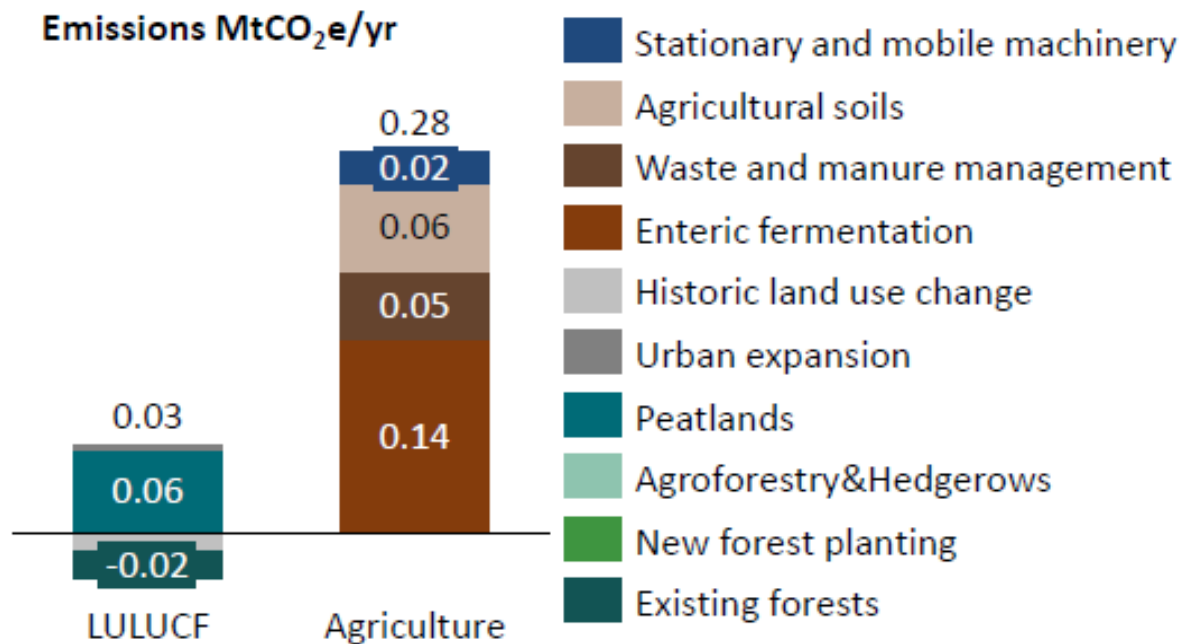 Emissions MtCO₂e/yr
0.28
0.02
0.06
0.05
0.14
0.03
0.06
-0.02
LULUCF
Agriculture
Stationary and mobile machinery
Agricultural soils
Waste and manure management
Enteric fermentation
Historic land use change
Urban expansion
Peatlands
Agroforestry&Hedgerows
New forest planting
Existing forests